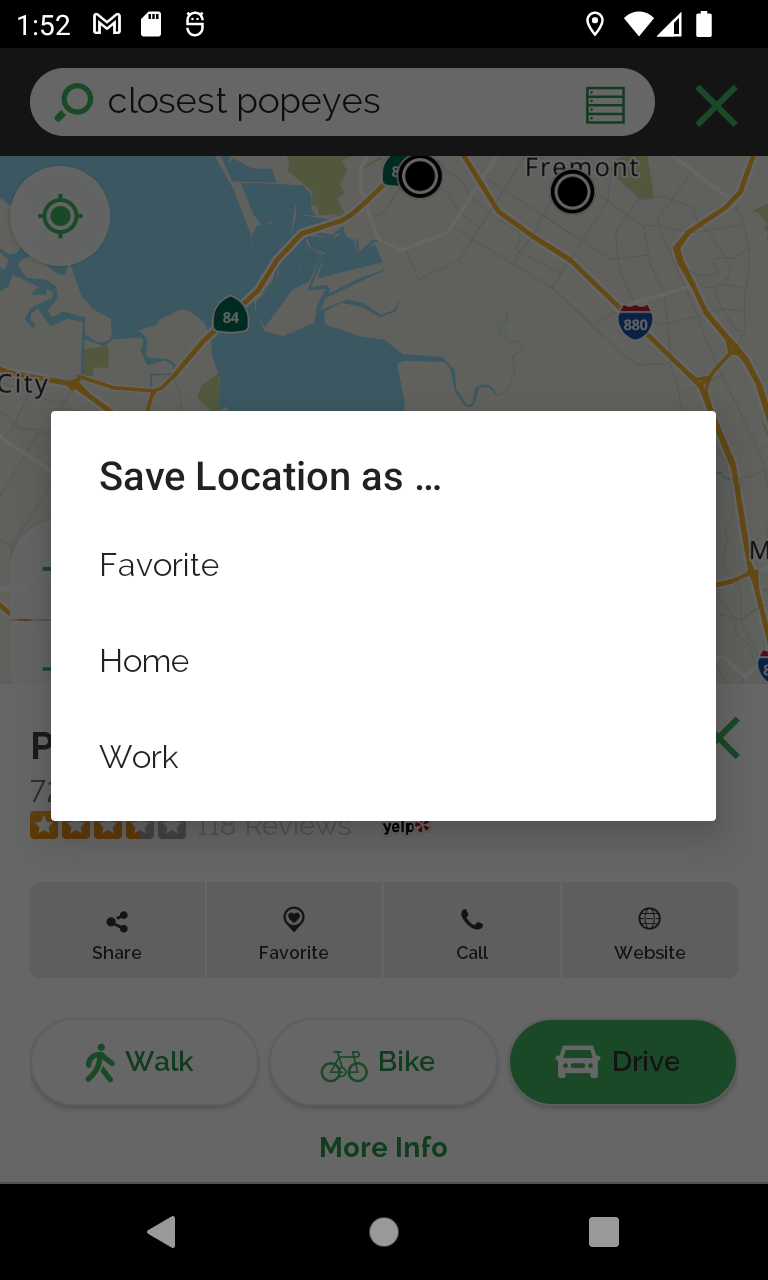 1:52
closest popeyes
Fremont
84
880
City
Save Location as ...
Favorite
Home
Work
118 Reviews
yelp
Share
Favorite
Call
Website
Walk
Bike
Drive
More Info